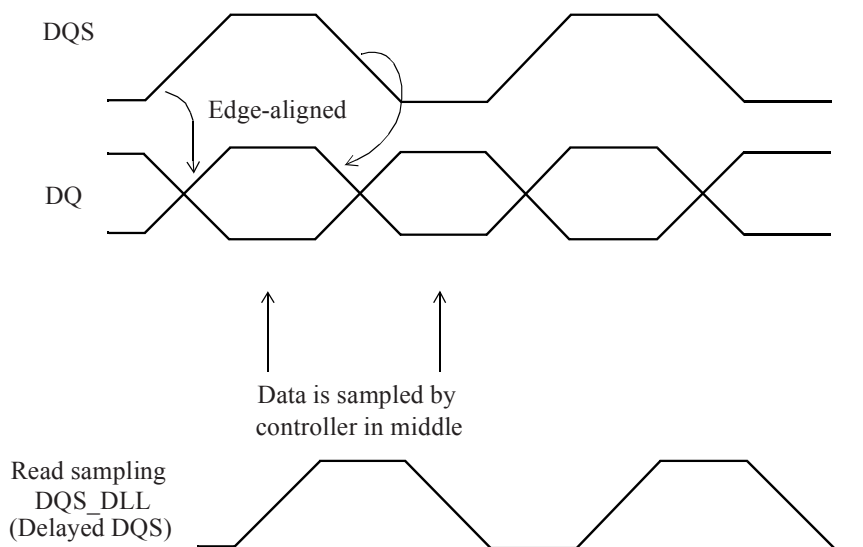 DQS
Edge-aligned
DQ
Data is sampled by
controller in middle
Read sampling
DQS_DLL
(Delayed DQS)